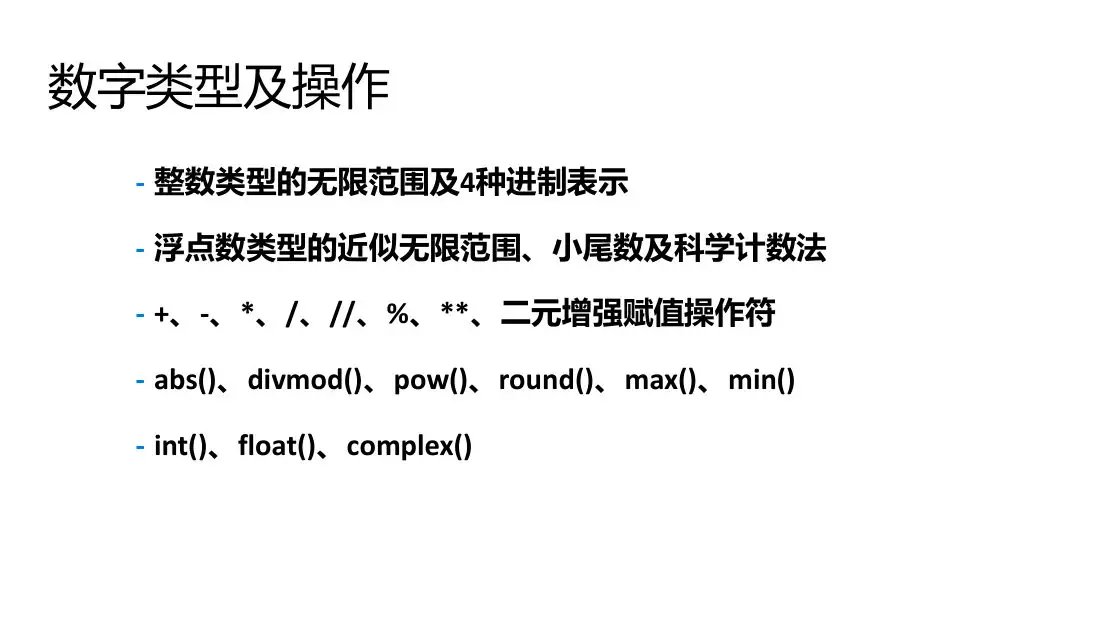 数字类型及操作
- 整数类型的无限范围及4种进制表示
- 浮点数类型的近似无限范围、小尾数及科学计数法
- +、-、*、/、//、%、**、二元增强赋值操作符
- abs()、divmod()、pow()、round()、max()、min()
- int()、float()、complex()